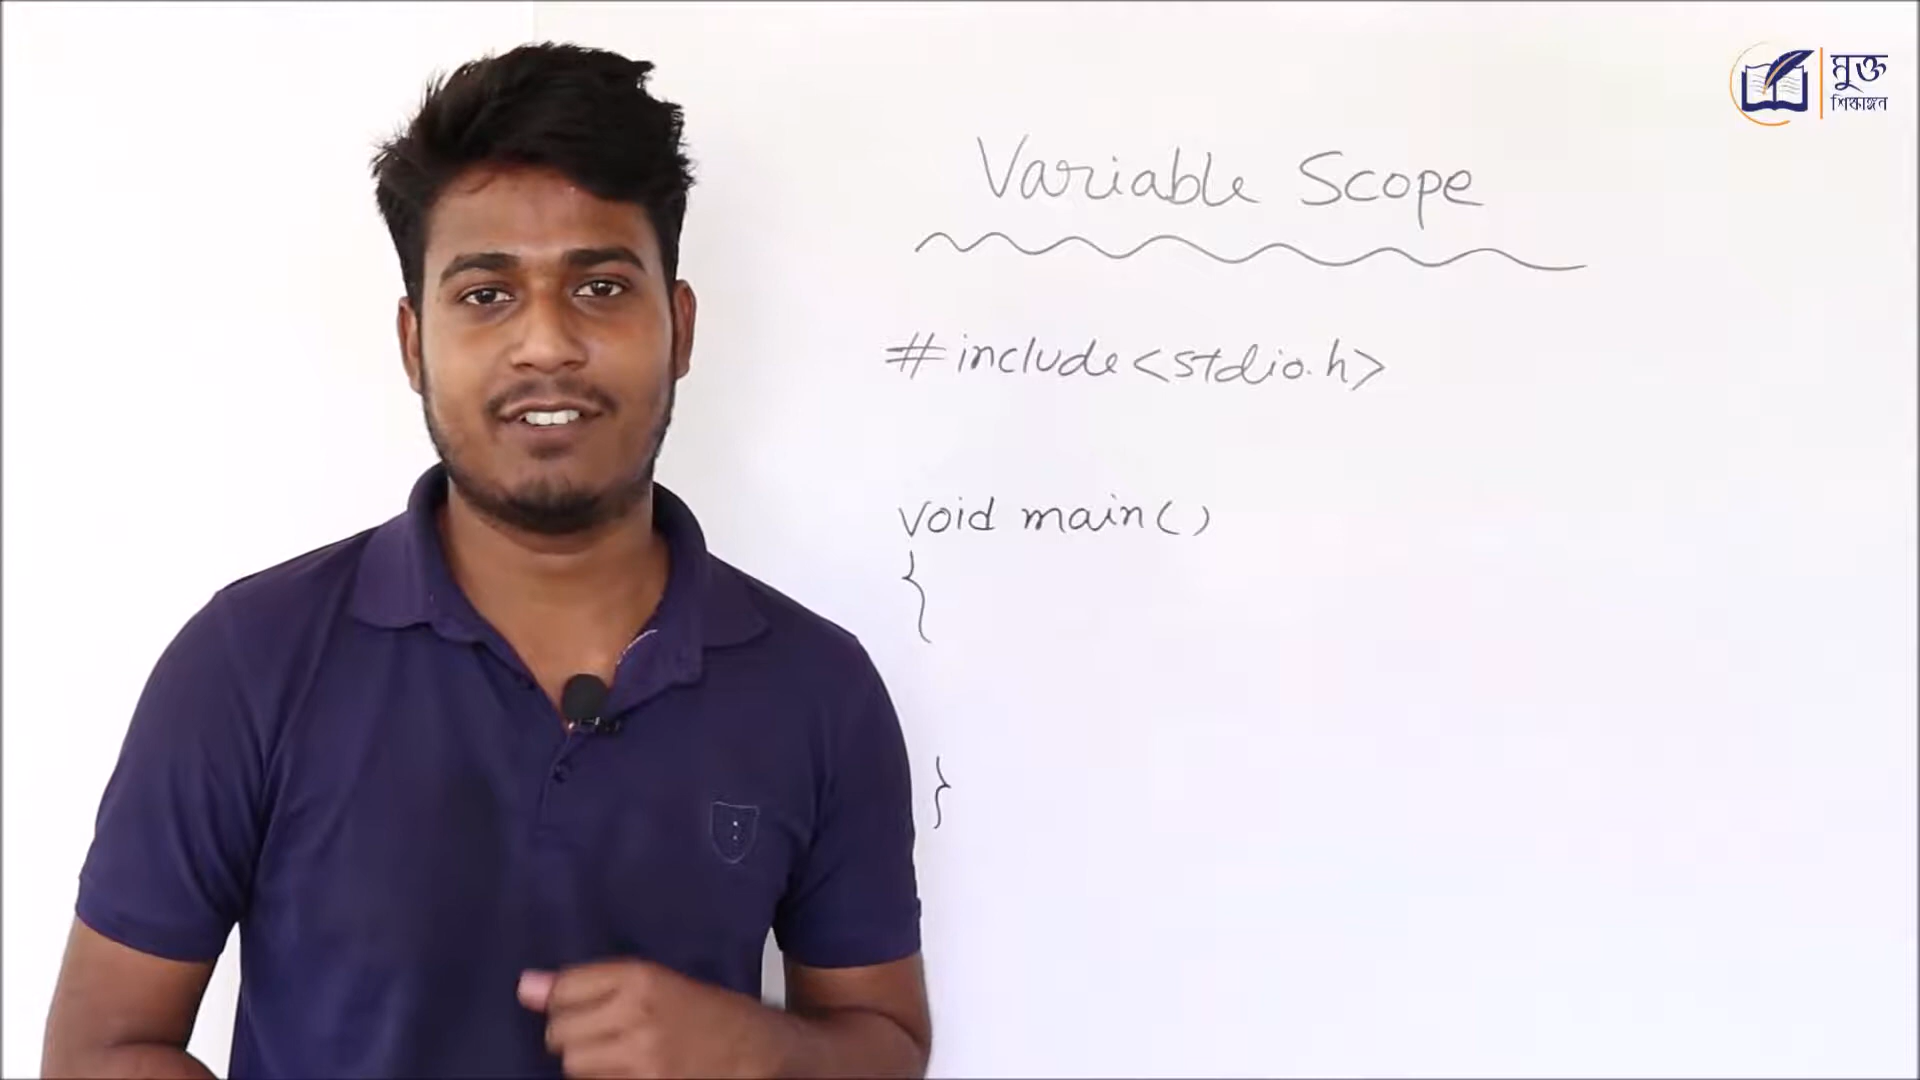 মুক্ত
শিক্ষাঙ্গন
Variable Scope
#include<stdio.h>
void main()
{
}